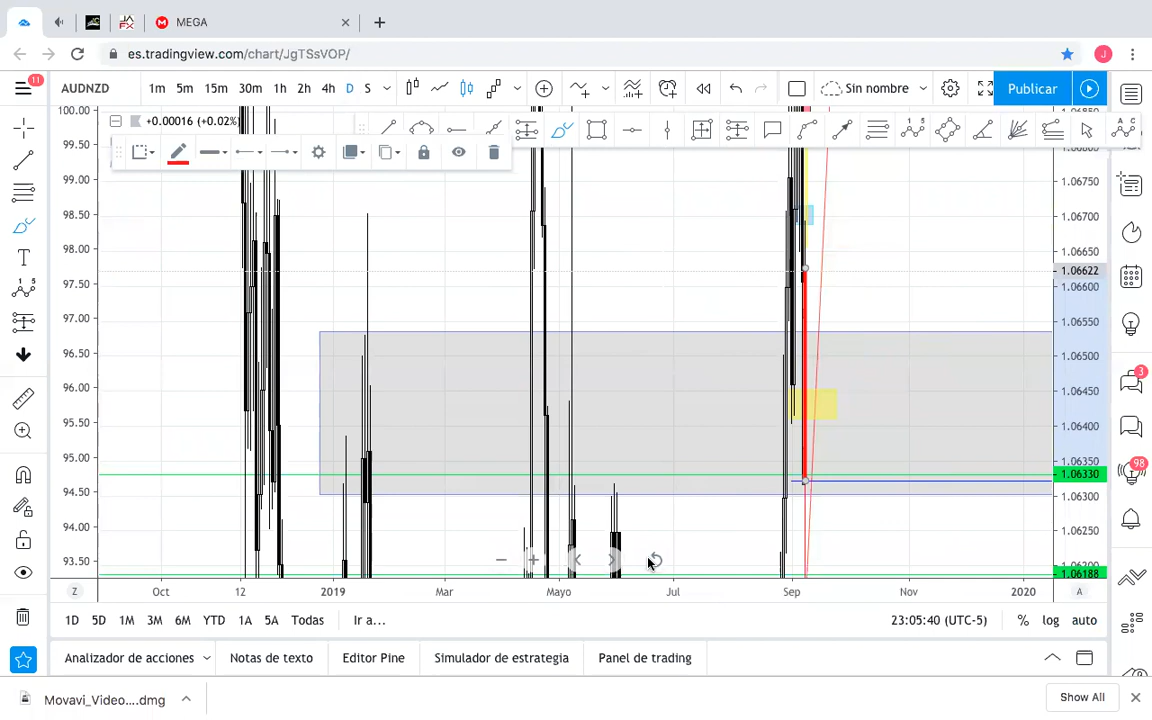 MEGA
es.tradingview.com/chart/JgTSsVOP/
J
11
AUDNZD
1m 5m 15m 30m 1h 2h 4h D S
Sin nombre
Publicar
+0.00016 (+0.02%)
100.00
99.50
99.00
98.50
98.00
97.50
97.00
96.50
96.00
95.50
95.00
94.50
94.00
93.50
1.06750
1.06700
1.06650
1.06622
1.06600
1.06550
1.06500
1.06450
1.06400
1.06350
1.06330
1.06300
1.06250
1.06188
3
98
T
Z Oct 12 2019 Mar Mayo Jul Sep Nov 2020 A
1D 5D 1M 3M 6M YTD 1A 5A Todas Ir a... 23:05:40 (UTC-5) % log auto
Analizador de acciones Notas de texto Editor Pine Simulador de estrategia Panel de trading
Movavi_Video....dmg Show All